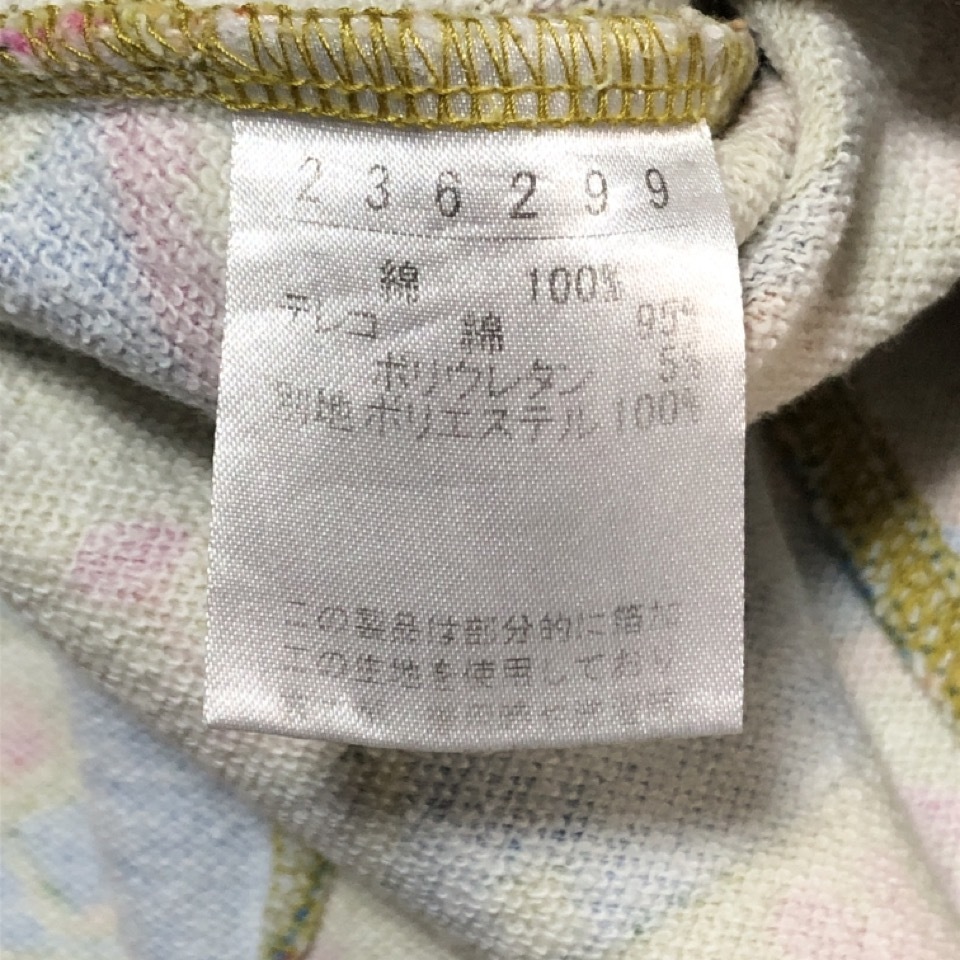 236299
綿 100%
テレコ 綿 95%
ポリウレタン 5%
別地 ポリエステル 100%
この製品は部分的に箔加
工の生地を使用しており